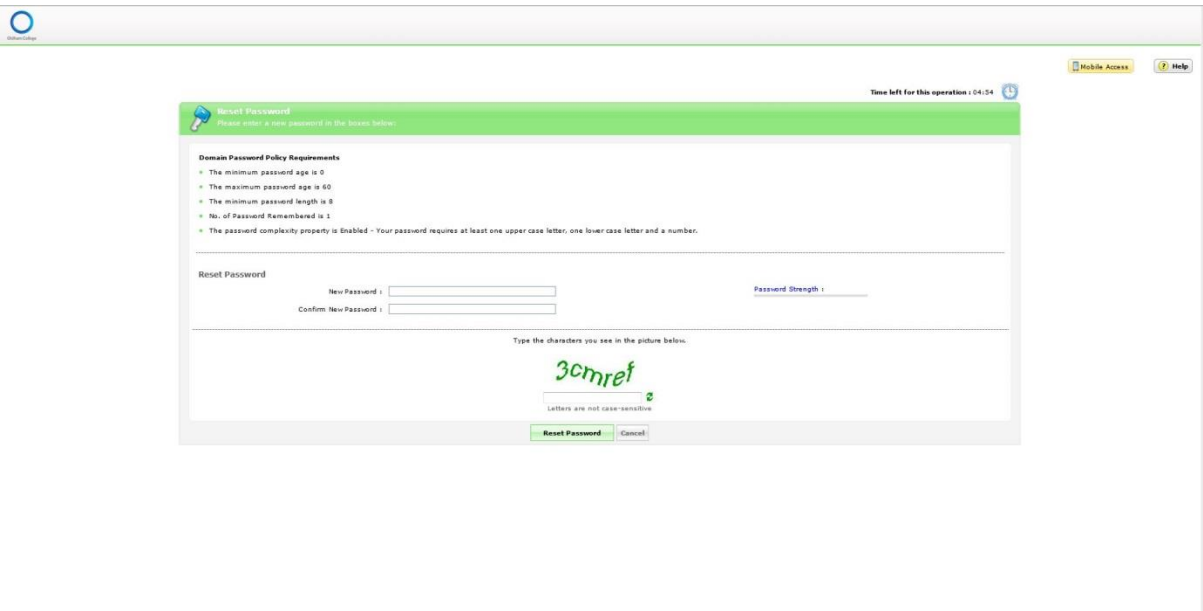 Oldham College
Mobile Access
Help
Time left for this operation : 04:54
Reset Password
Please enter a new password in the boxes below:
Domain Password Policy Requirements
The minimum password age is 0
The maximum password age is 60
The minimum password length is 8
No. of Password Remembered is 1
The password complexity property is Enabled - Your password requires at least one upper case letter, one lower case letter and a number.
Reset Password
New Password :
Password Strength :
Confirm New Password :
Type the characters you see in the picture below.
3cmref
Letters are not case-sensitive
Reset Password
Cancel